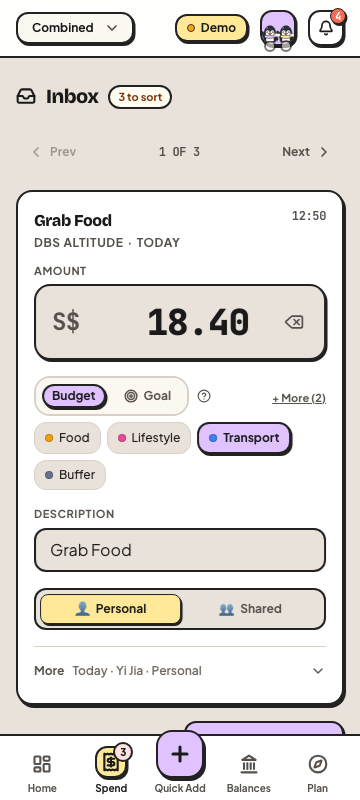 Combined
Demo
4
Inbox
3 to sort
Prev
1 OF 3
Next
Grab Food
12:50
DBS ALTITUDE · TODAY
AMOUNT
S$
18.40
Budget
Goal
+ More (2)
Food
Lifestyle
Transport
Buffer
DESCRIPTION
Grab Food
Personal
Shared
More Today · Yi Jia · Personal
3
Home
Spend
Quick Add
Balances
Plan